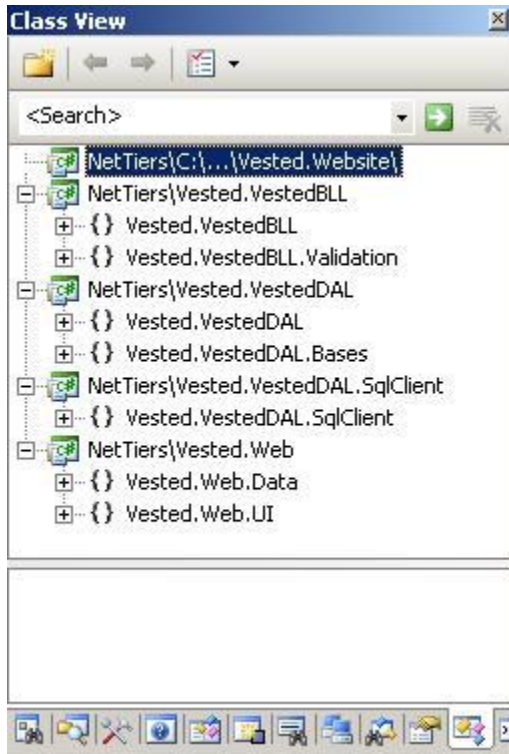 Class View
<Search>
NetTiers\C:\...\Vested.Website\
NetTiers\Vested.VestedBLL
{} Vested.VestedBLL
{} Vested.VestedBLL.Validation
NetTiers\Vested.VestedDAL
{} Vested.VestedDAL
{} Vested.VestedDAL.Bases
NetTiers\Vested.VestedDAL.SqlClient
{} Vested.VestedDAL.SqlClient
NetTiers\Vested.Web
{} Vested.Web.Data
{} Vested.Web.UI